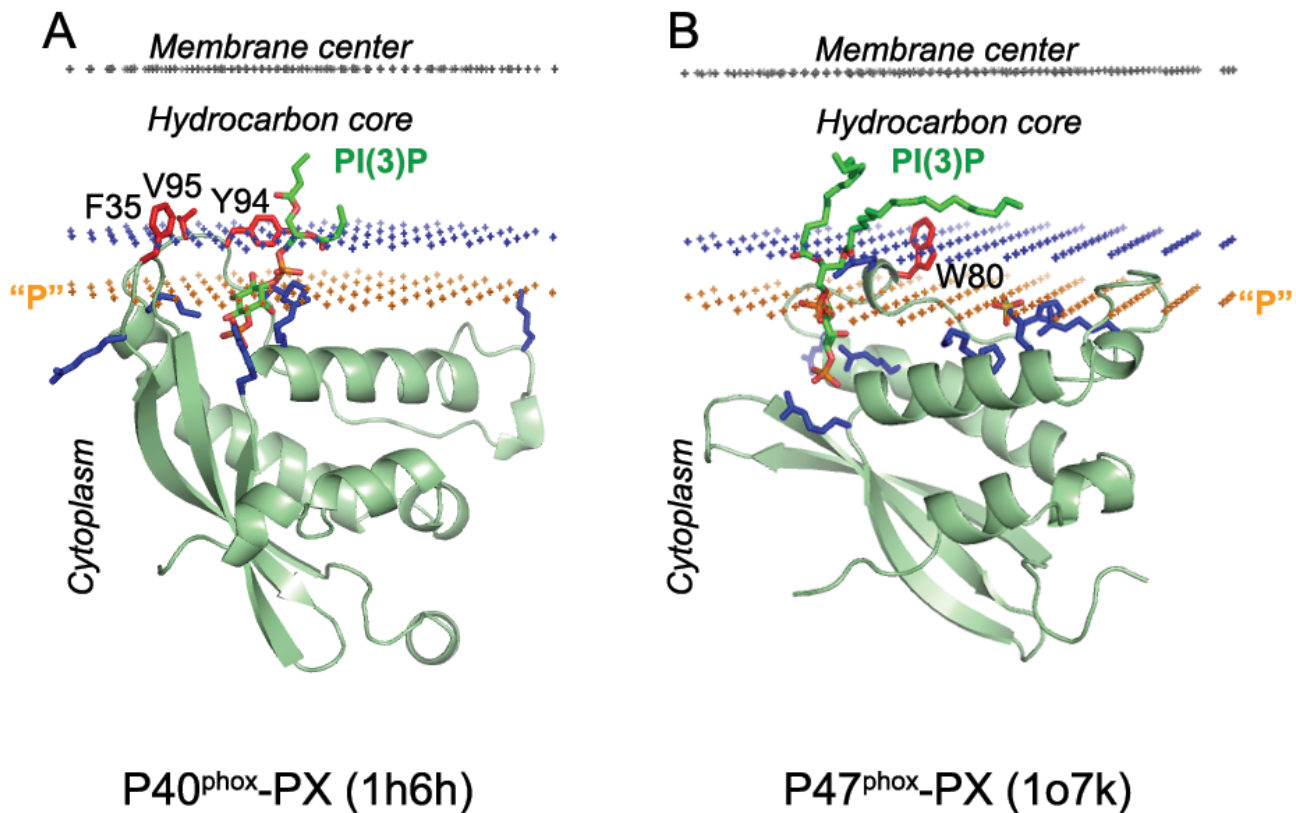 A
Membrane center
Hydrocarbon core
PI(3)P
V95
F35
Y94
“P”
Cytoplasm
P40phox-PX (1h6h)
B
Membrane center
Hydrocarbon core
PI(3)P
W80
“P”
Cytoplasm
P47phox-PX (1o7k)